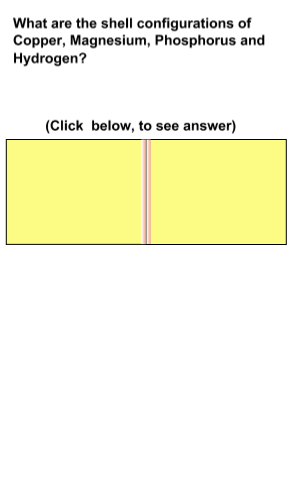 What are the shell configurations of
Copper, Magnesium, Phosphorus and
Hydrogen?
(Click  below, to see answer)